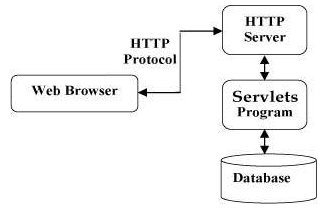 HTTP
Server
HTTP
Protocol
Web Browser
Servlets
Program
Database